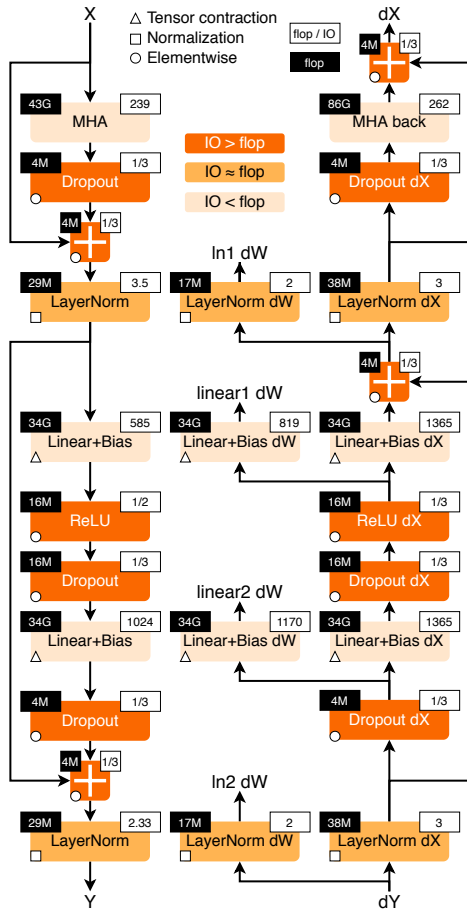 X
Tensor contraction
Normalization
Elementwise
flop / IO
flop
dX
4M 1/3
43G 239
MHA
86G 262
MHA back
IO > flop
IO ≈ flop
IO < flop
4M 1/3
Dropout
4M 1/3
Dropout dX
4M 1/3
ln1 dW
29M 3.5
LayerNorm
17M 2
LayerNorm dW
38M 3
LayerNorm dX
4M 1/3
linear1 dW
34G 585
Linear+Bias
34G 819
Linear+Bias dW
34G 1365
Linear+Bias dX
16M 1/2
ReLU
16M 1/3
ReLU dX
16M 1/3
Dropout
16M 1/3
Dropout dX
linear2 dW
34G 1024
Linear+Bias
34G 1170
Linear+Bias dW
34G 1365
Linear+Bias dX
4M 1/3
Dropout
4M 1/3
Dropout dX
4M 1/3
ln2 dW
29M 2.33
LayerNorm
17M 2
LayerNorm dW
38M 3
LayerNorm dX
Y
dY